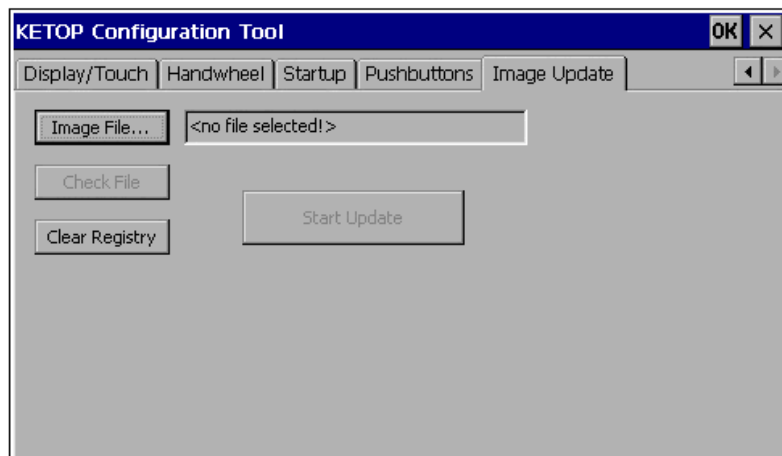 KETOP Configuration Tool OK ×
Display/Touch Handwheel Startup Pushbuttons Image Update
Image File... <no file selected!>
Check File
Start Update
Clear Registry